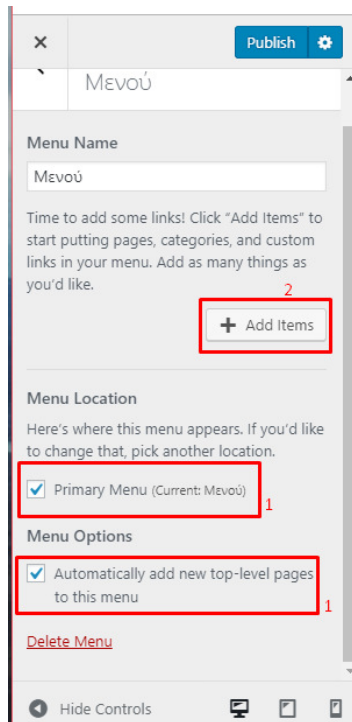 Publish
Μενού
Menu Name
Μενού
Time to add some links! Click “Add Items” to
start putting pages, categories, and custom
links in your menu. Add as many things as
you’d like.
2
Add Items
Menu Location
Here’s where this menu appears. If you’d like
to change that, pick another location.
Primary Menu (Current: Μενού)
1
Menu Options
Automatically add new top-level pages
to this menu
1
Delete Menu
Hide Controls